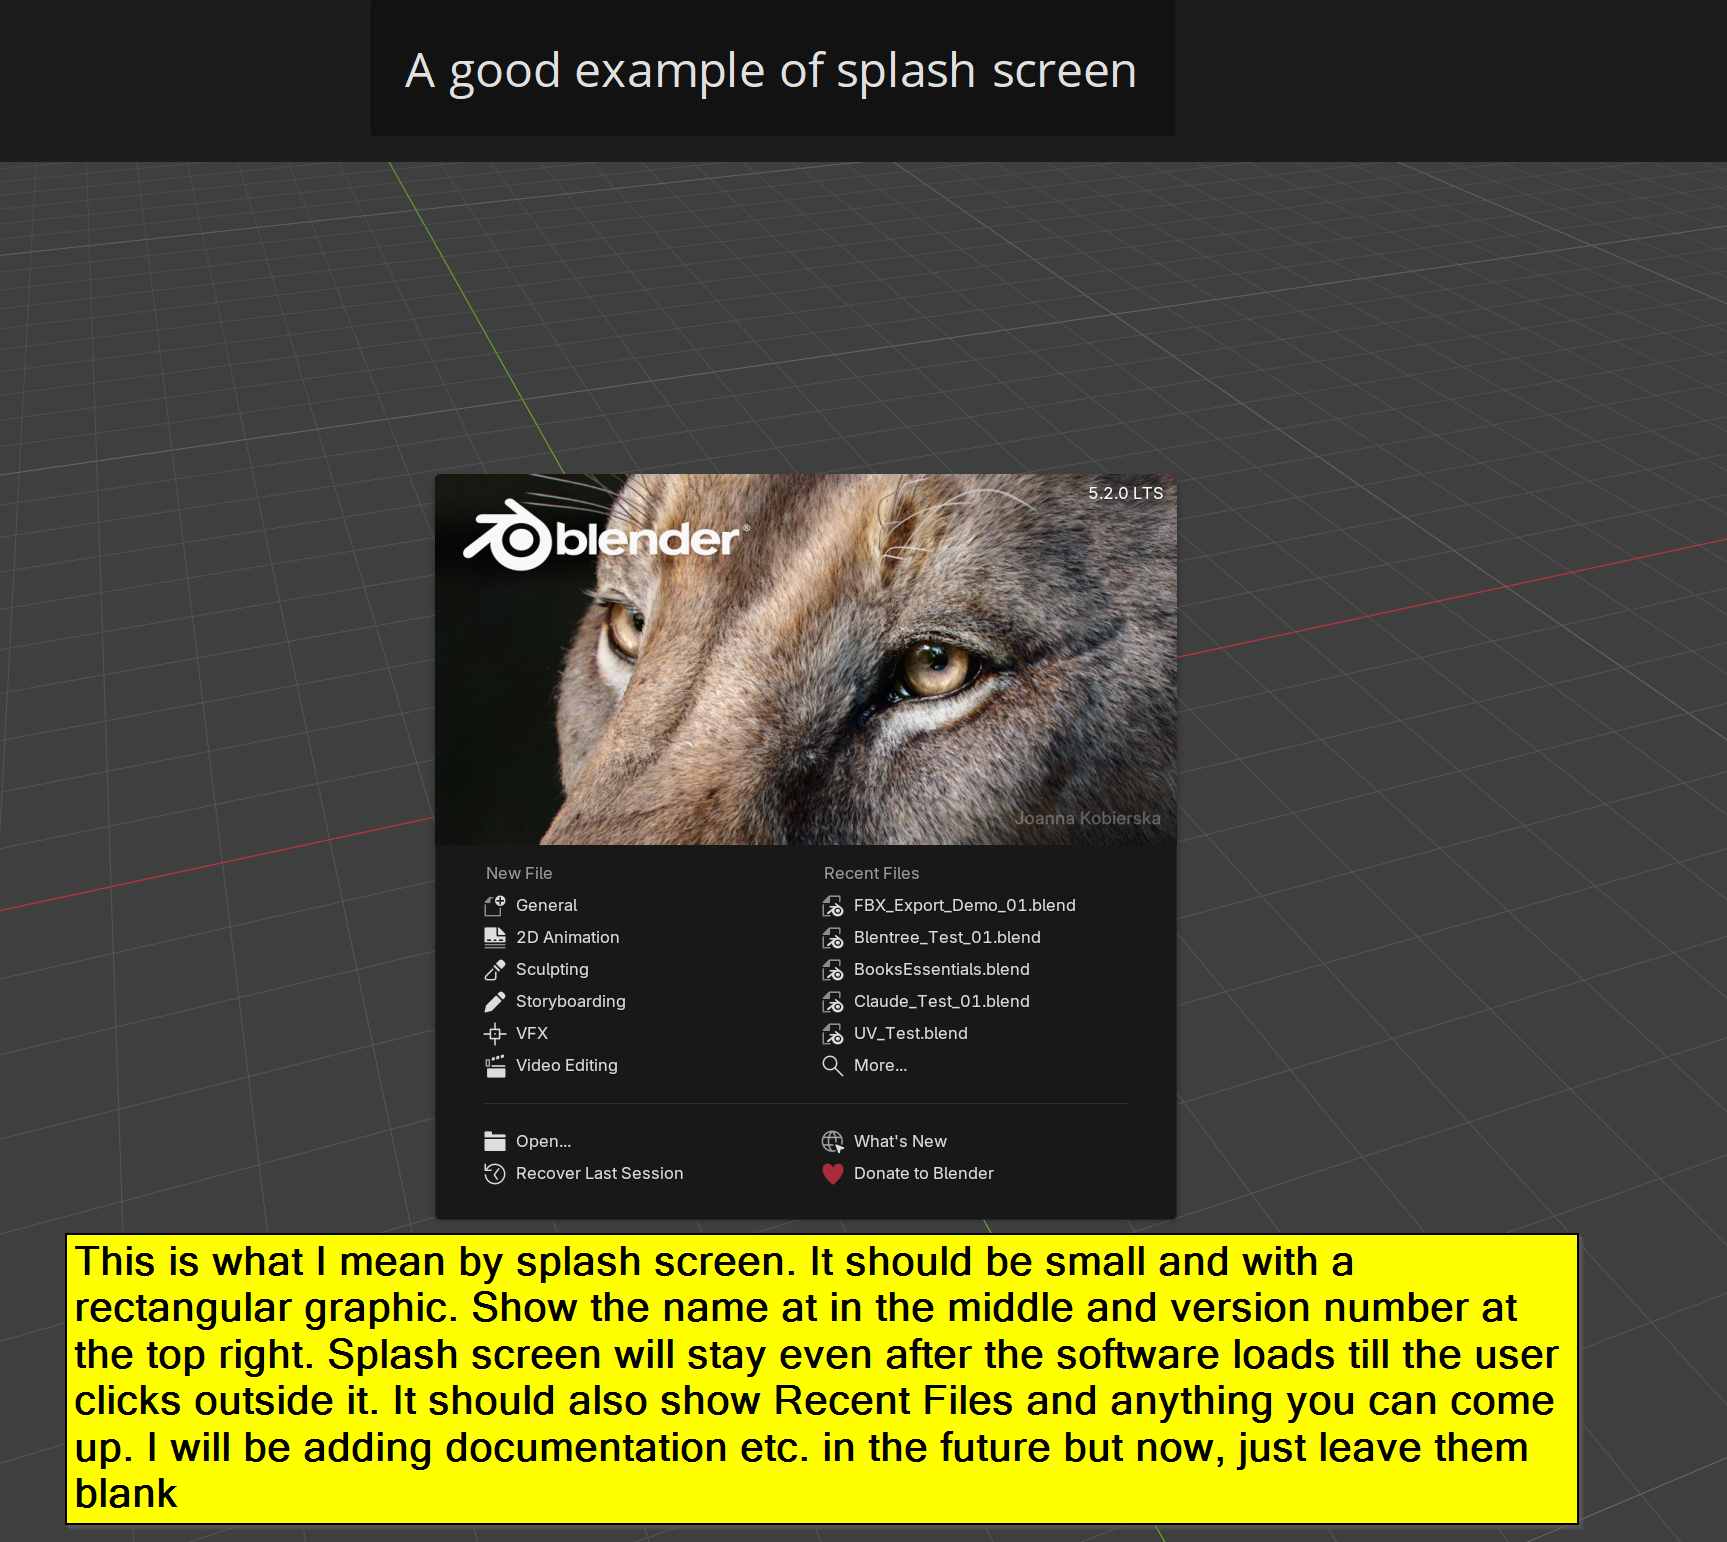 A good example of splash screen
blender®
5.2.0 LTS
Joanna Kobierska
New File
General
2D Animation
Sculpting
Storyboarding
VFX
Video Editing
Recent Files
FBX_Export_Demo_01.blend
Blentree_Test_01.blend
BooksEssentials.blend
Claude_Test_01.blend
UV_Test.blend
More...
Open...
Recover Last Session
What's New
Donate to Blender
This is what I mean by splash screen. It should be small and with a
rectangular graphic. Show the name at in the middle and version number at
the top right. Splash screen will stay even after the software loads till the user
clicks outside it. It should also show Recent Files and anything you can come
up. I will be adding documentation etc. in the future but now, just leave them
blank